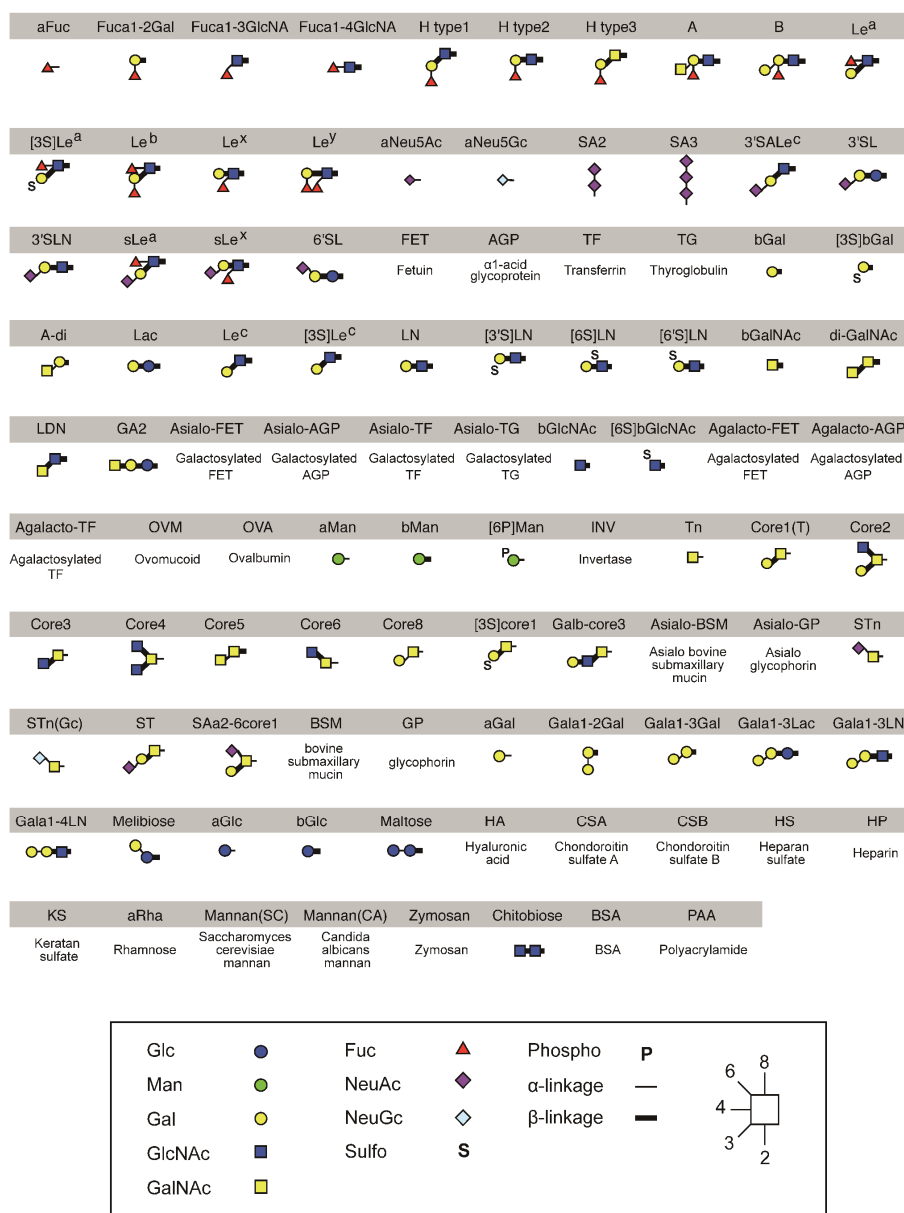 aFuc Fuca1-2Gal Fuca1-3GlcNA Fuca1-4GlcNA H type1 H type2 H type3 A B Leᵃ
[3S]Leᵃ Leᵇ Leˣ Leʸ aNeu5Ac aNeu5Gc SA2 SA3 3'SALeᶜ 3'SL
S
3'SLN sLeᵃ sLeˣ 6'SL FET AGP TF TG bGal [3S]bGal
Fetuin α1-acid Transferrin Thyroglobulin
glycoprotein
S
A-di Lac Leᶜ [3S]Leᶜ LN [3'S]LN [6S]LN [6'S]LN bGalNAc di-GalNAc
S S
S S
LDN GA2 Asialo-FET Asialo-AGP Asialo-TF Asialo-TG bGlcNAc [6S]bGlcNAc Agalacto-FET Agalacto-AGP
S
Galactosylated Galactosylated Galactosylated Galactosylated Agalactosylated Agalactosylated
FET AGP TF TG FET AGP
Agalacto-TF OVM OVA aMan bMan [6P]Man INV Tn Core1(T) Core2
P
Agalactosylated Ovomucoid Ovalbumin Invertase
TF
Core3 Core4 Core5 Core6 Core8 [3S]core1 Galb-core3 Asialo-BSM Asialo-GP STn
Asialo bovine Asialo
S submaxillary glycophorin
mucin
STn(Gc) ST SAa2-6core1 BSM GP aGal Gala1-2Gal Gala1-3Gal Gala1-3Lac Gala1-3LN
bovine
submaxillary glycophorin
mucin
Gala1-4LN Melibiose aGlc bGlc Maltose HA CSA CSB HS HP
Hyaluronic Chondroitin Chondroitin Heparan Heparin
acid sulfate A sulfate B sulfate
KS aRha Mannan(SC) Mannan(CA) Zymosan Chitobiose BSA PAA
Keratan Rhamnose Saccharomyces Candida Zymosan BSA Polyacrylamide
sulfate cerevisiae albicans
mannan mannan
Glc Fuc Phospho P
Man NeuAc α-linkage
Gal NeuGc β-linkage
GlcNAc Sulfo S
GalNAc
6 8
4
3 2